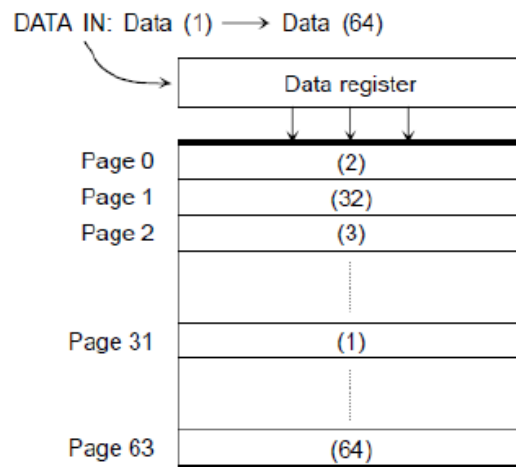 DATA IN: Data (1) → Data (64)
Data register
Page 0 (2)
Page 1 (32)
Page 2 (3)
Page 31 (1)
Page 63 (64)